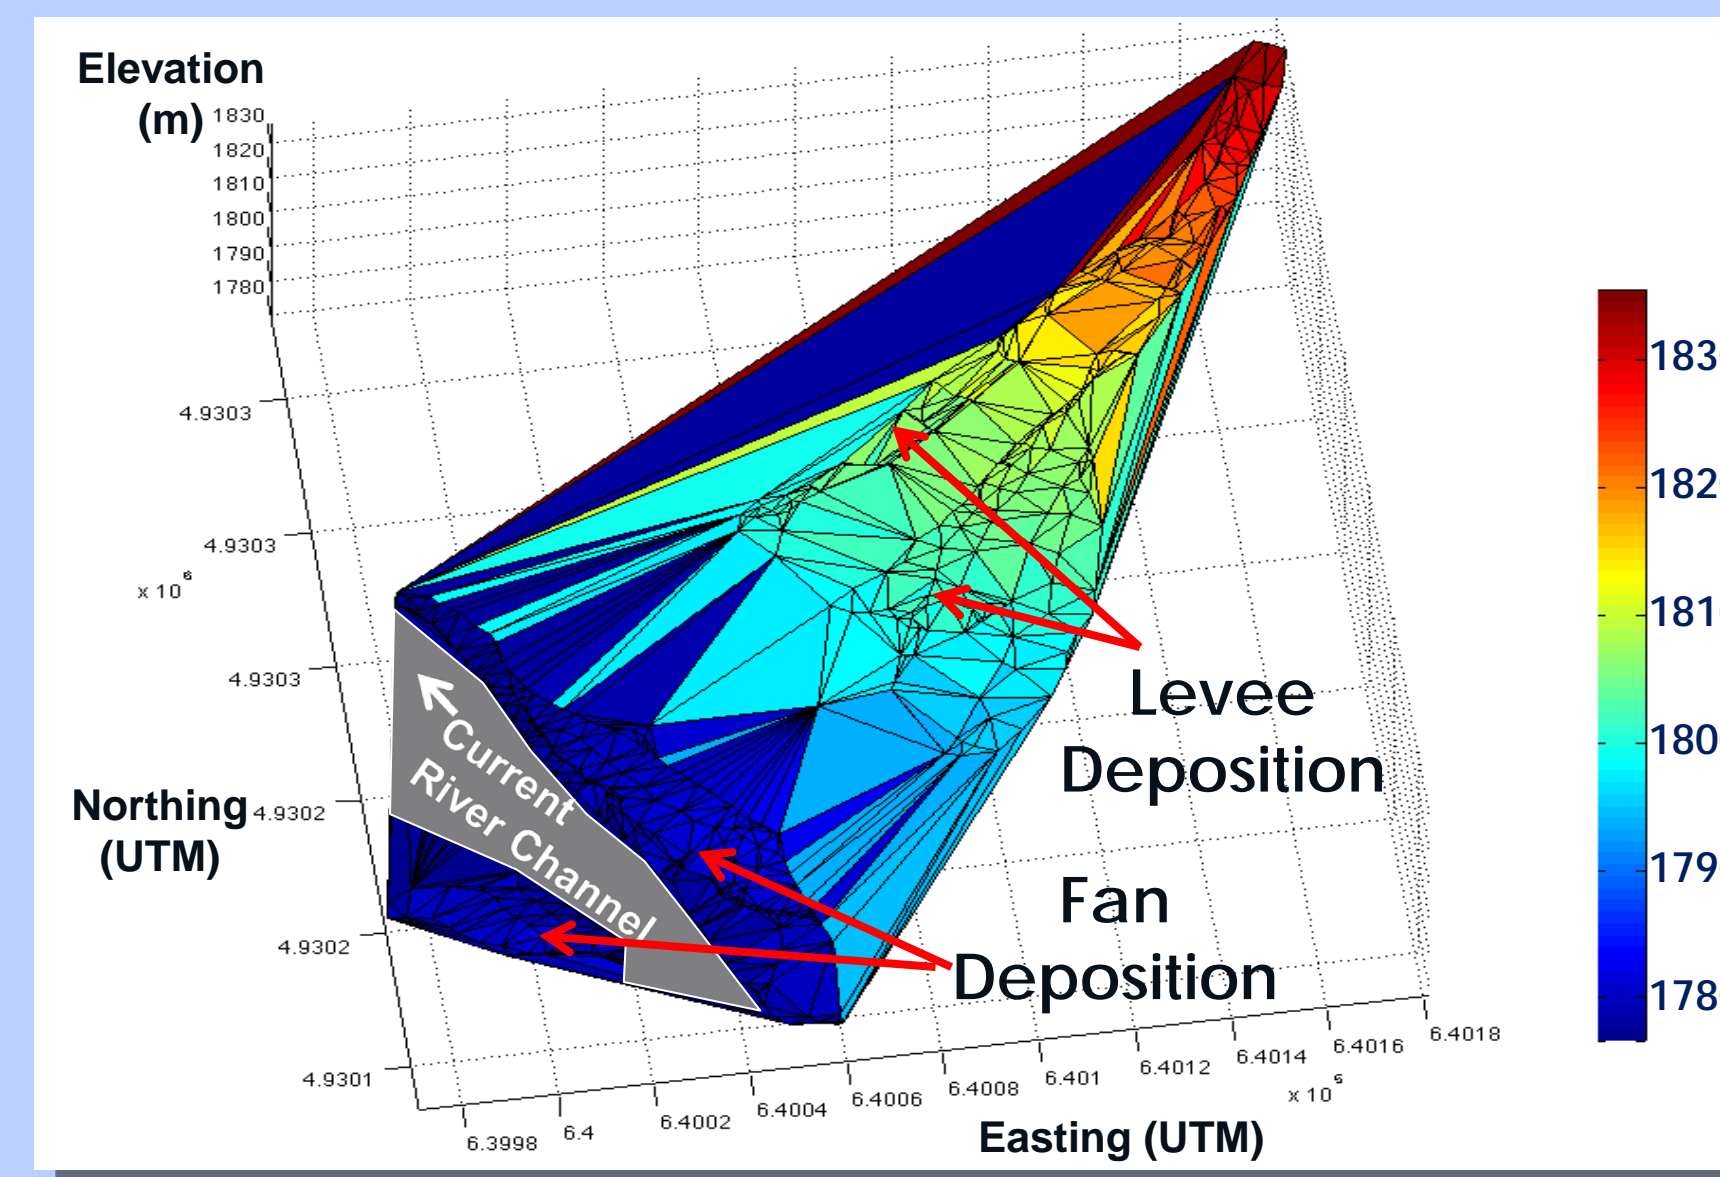 Elevation
(m)
1830
1820
1810
1800
1790
1780
4.9303
4.9303
x 10⁶
4.9303
Northing
(UTM)
4.9302
4.9302
4.9301
6.3998
6.4
6.4002
6.4004
6.4006
6.4008
6.401
6.4012
6.4014
6.4016
6.4018
x 10⁵
Easting (UTM)
Current
River Channel
Levee
Deposition
Fan
Deposition
183
182
181
180
179
178